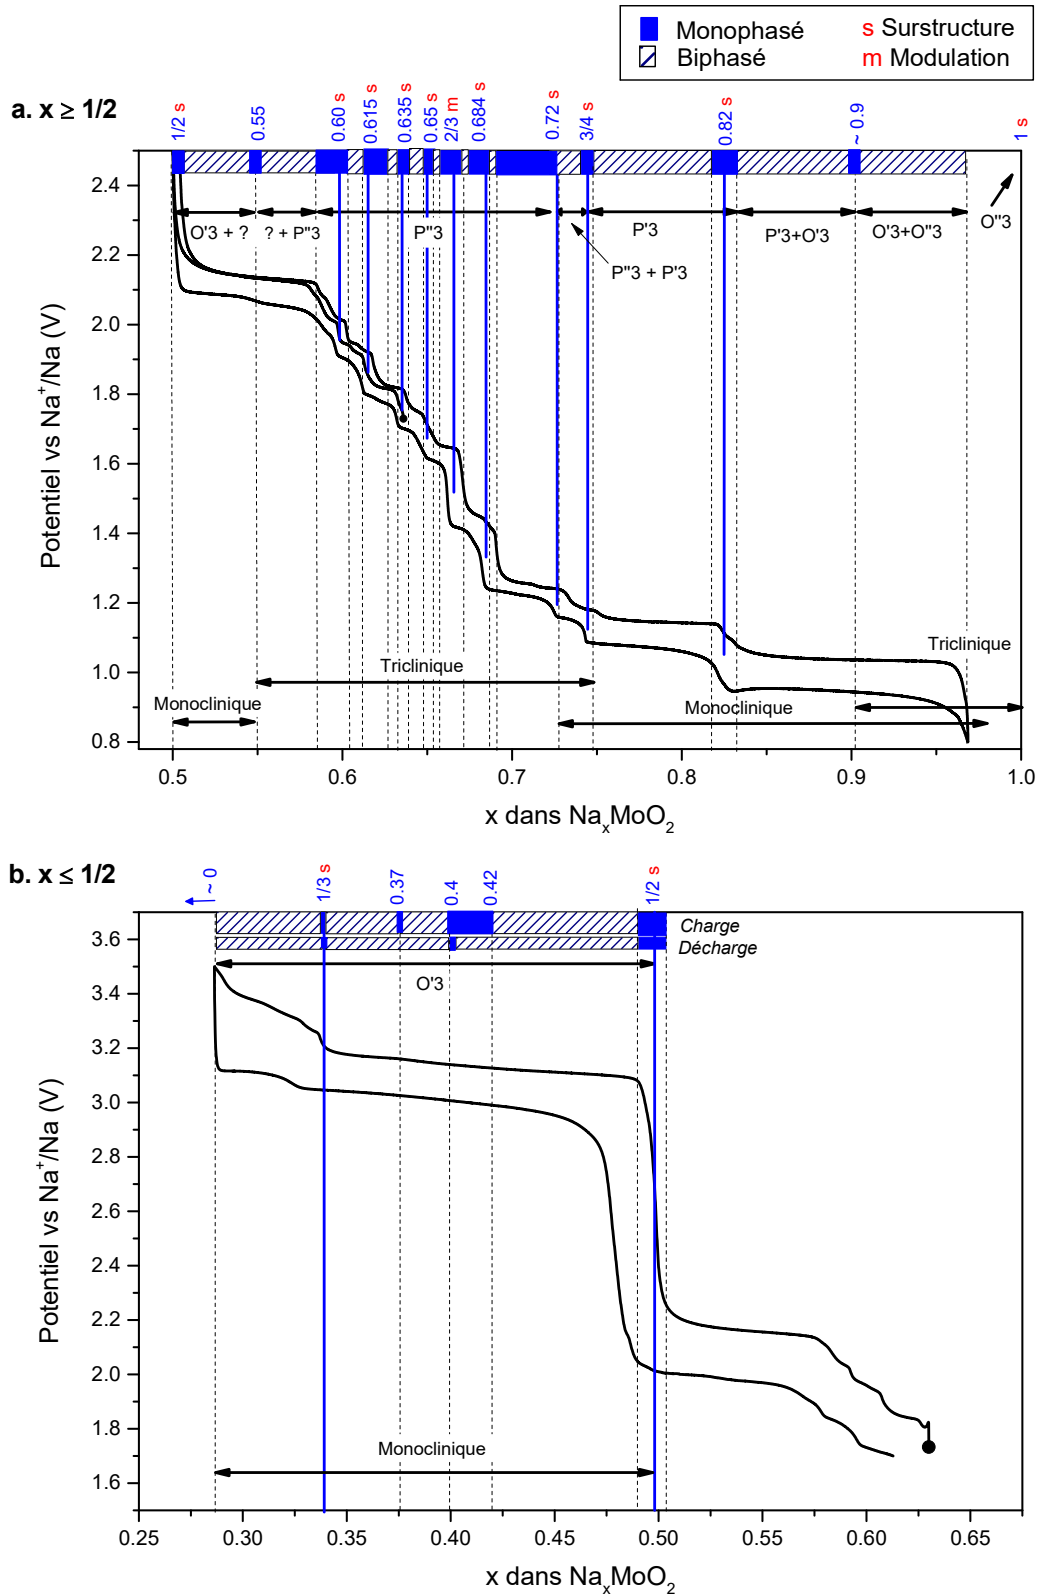 Monophasé
s Surstructure
Biphasé
m Modulation
a. x ≥ 1/2
1/2 s
0.55
0.60 s
0.615 s
0.635 s
0.65 s
2/3 m
0.684 s
0.72 s
3/4 s
0.82 s
~ 0.9
1 s
O'3 + ?
? + P"3
P"3
P"3 + P'3
P'3
P'3+O'3
O'3+O"3
O"3
2.4
2.2
2.0
1.8
1.6
1.4
1.2
1.0
0.8
Potentiel vs Na+/Na (V)
Triclinique
Triclinique
Monoclinique
Monoclinique
0.5
0.6
0.7
0.8
0.9
1.0
x dans NaxMoO2
b. x ≤ 1/2
~ 0
1/3 s
0.37
0.4
0.42
1/2 s
Charge
Décharge
O'3
3.6
3.4
3.2
3.0
2.8
2.6
2.4
2.2
2.0
1.8
1.6
Potentiel vs Na+/Na (V)
Monoclinique
0.25
0.30
0.35
0.40
0.45
0.50
0.55
0.60
0.65
x dans NaxMoO2